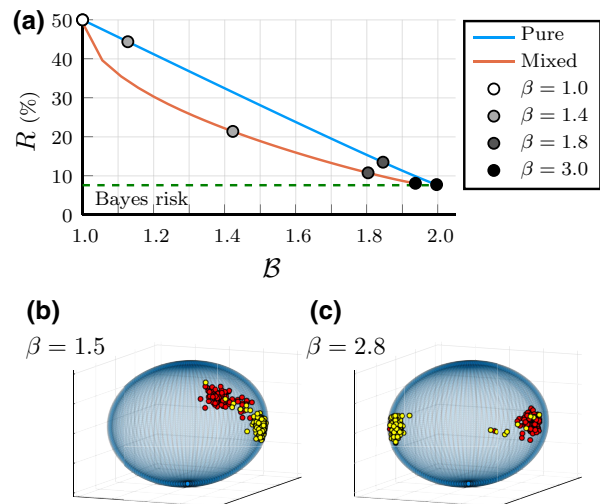 (a)
50
40
30
20
10
0
R (%)
Bayes risk
1.0
1.2
1.4
1.6
1.8
2.0
ℬ
Pure
Mixed
β = 1.0
β = 1.4
β = 1.8
β = 3.0
(b)
β = 1.5
(c)
β = 2.8